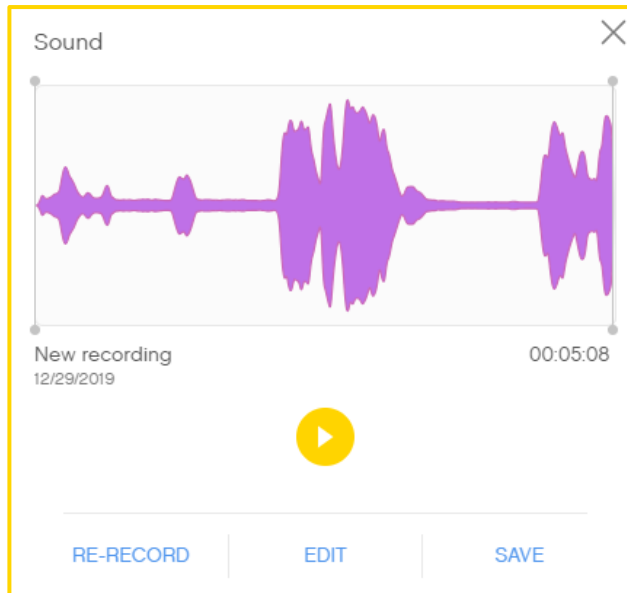 Sound
New recording
00:05:08
12/29/2019
RE-RECORD
EDIT
SAVE